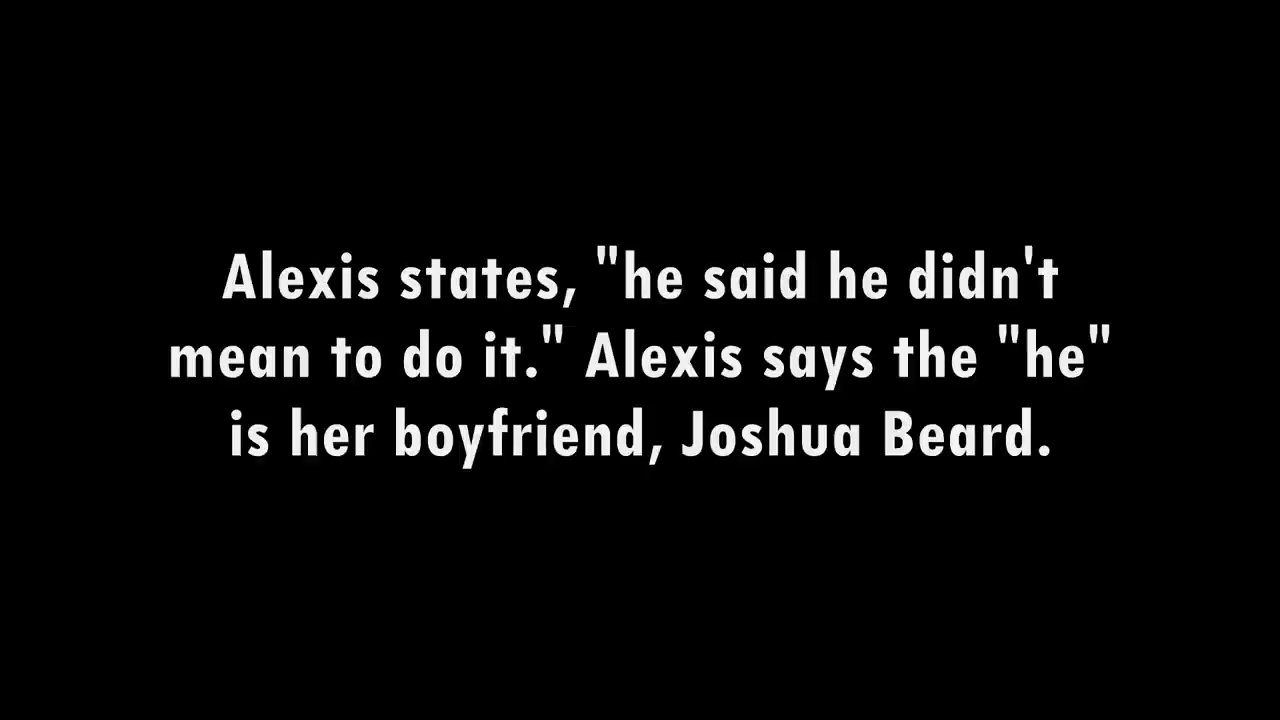 Alexis states, "he said he didn't
mean to do it." Alexis says the "he"
is her boyfriend, Joshua Beard.